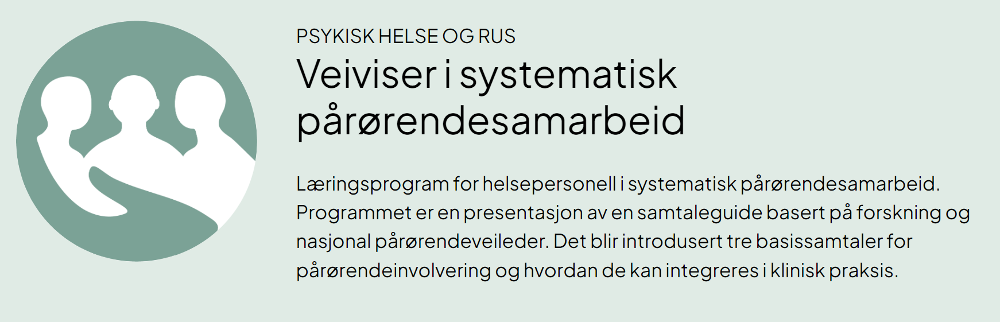 PSYKISK HELSE OG RUS
Veiviser i systematisk
pårørendesamarbeid
Læringsprogram for helsepersonell i systematisk pårørendesamarbeid.
Programmet er en presentasjon av en samtaleguide basert på forskning og
nasjonal pårørendeveileder. Det blir introdusert tre basissamtaler for
pårørendeinvolvering og hvordan de kan integreres i klinisk praksis.